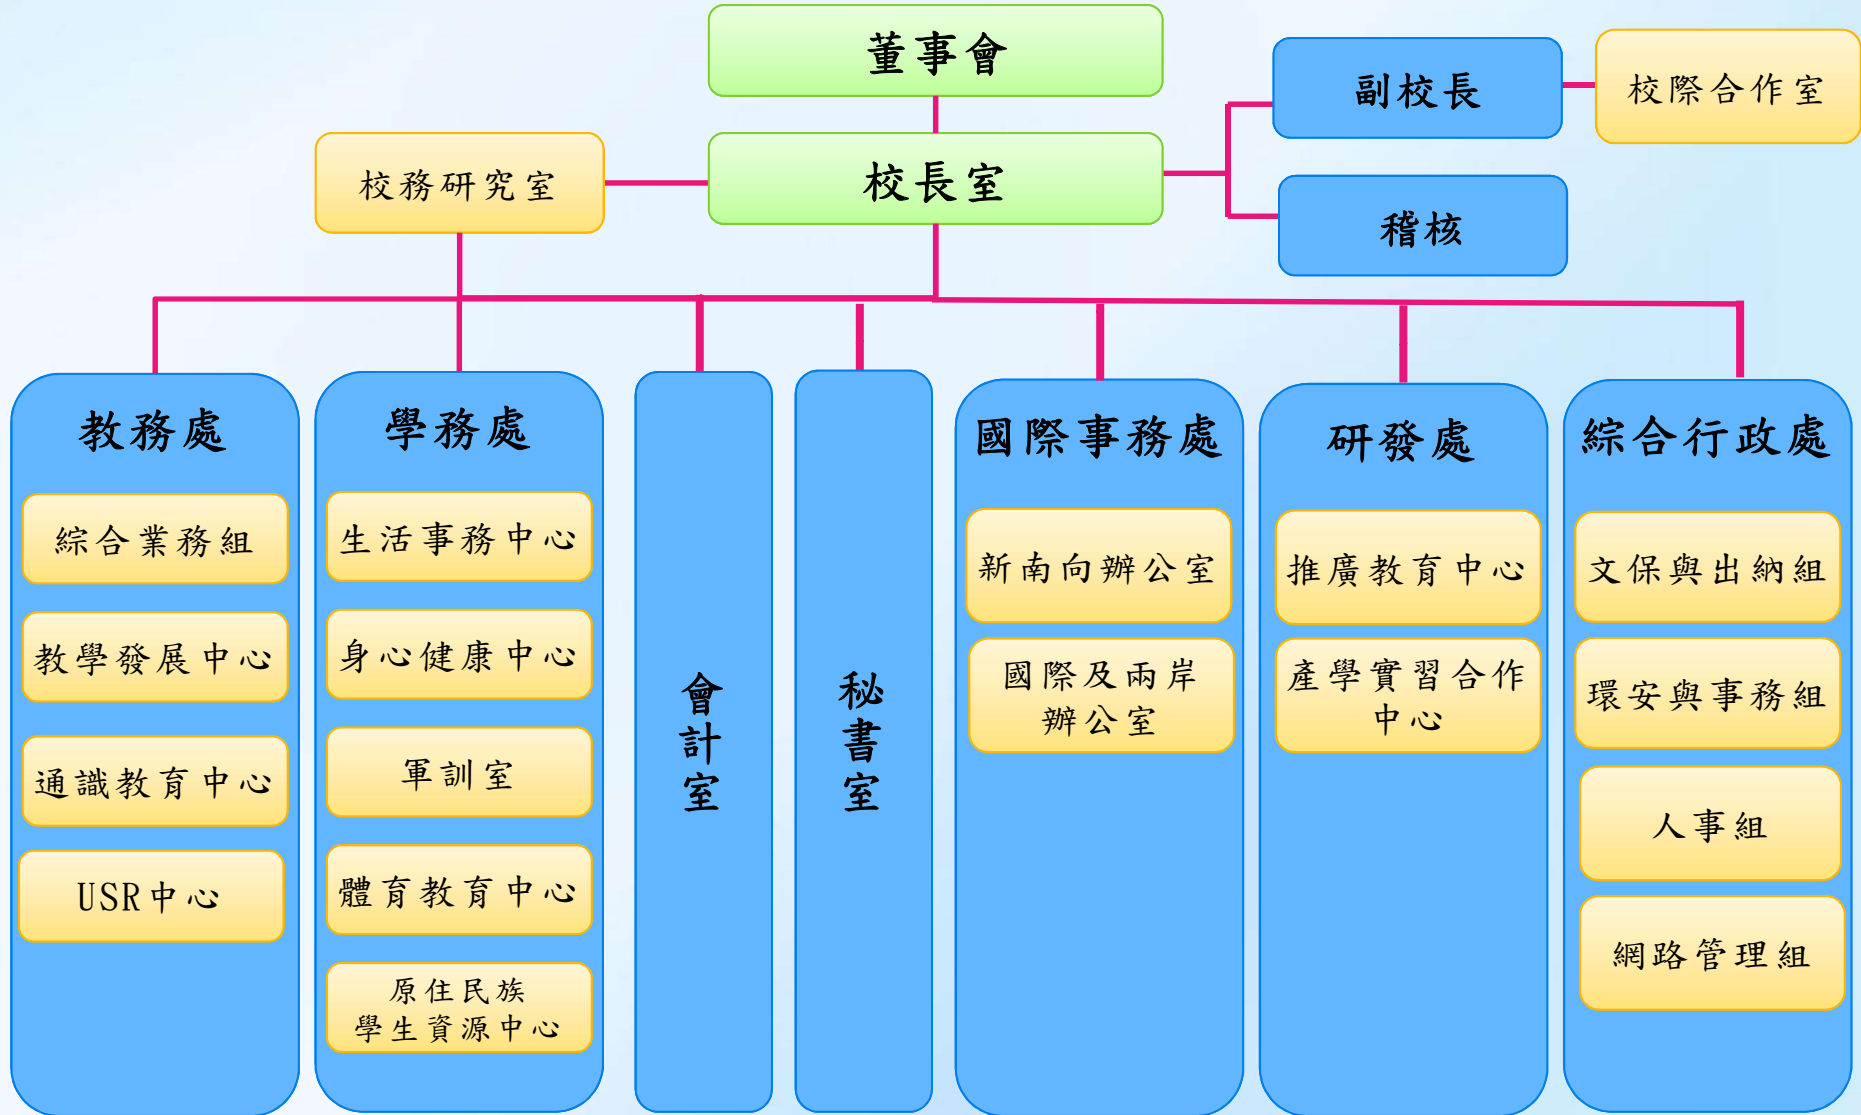 董事會
副校長
校際合作室
校務研究室
校長室
稽核
教務處
綜合業務組
教學發展中心
通識教育中心
USR中心
學務處
生活事務中心
身心健康中心
軍訓室
體育教育中心
原住民族
學生資源中心
會計室
秘書室
國際事務處
新南向辦公室
國際及兩岸
辦公室
研發處
推廣教育中心
產學實習合作
中心
綜合行政處
文保與出納組
環安與事務組
人事組
網路管理組